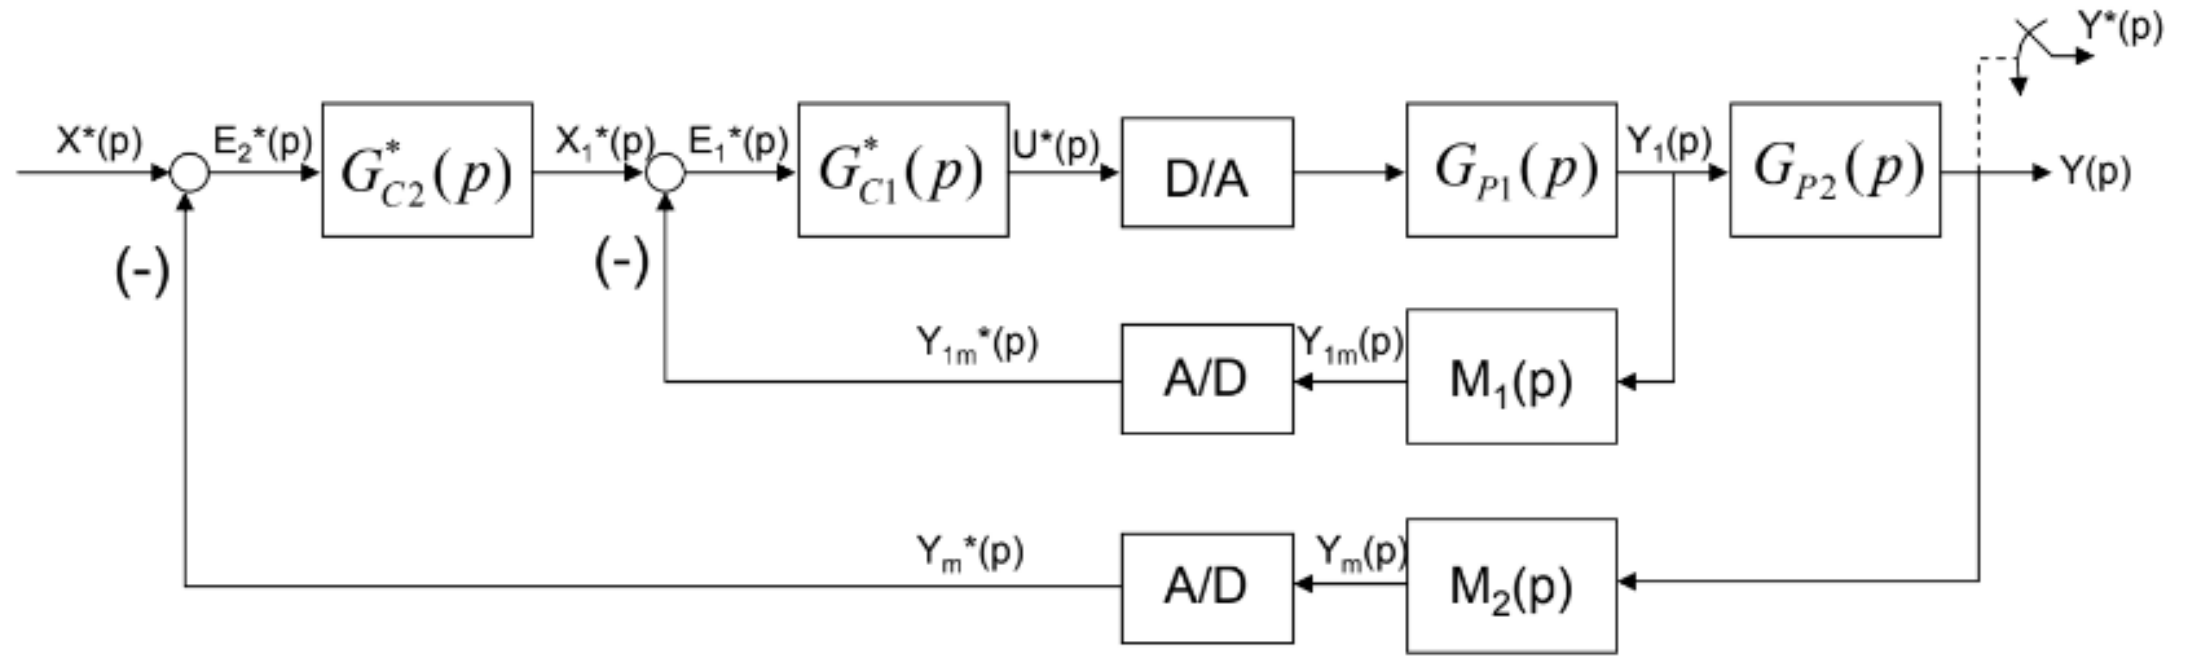 Y*(p)
X*(p) E₂*(p) G*C2(p) X₁*(p) E₁*(p) G*C1(p) U*(p) D/A GP1(p) Y₁(p) GP2(p) Y(p)
(-) (-)
Y₁ₘ*(p) A/D Y₁ₘ(p) M₁(p)
Yₘ*(p) A/D Yₘ(p) M₂(p)